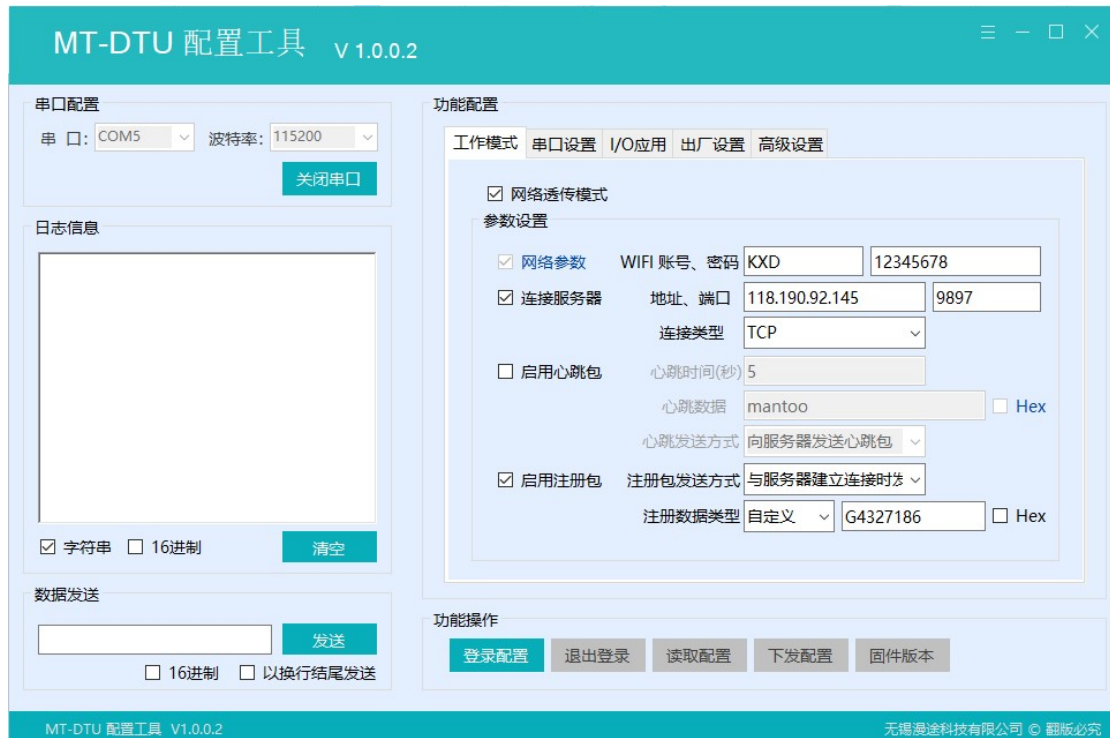 MT-DTU 配置工具 V 1.0.0.2
串口配置
串 口: COM5 波特率: 115200
关闭串口
日志信息
字符串 16进制 清空
数据发送
发送
16进制 以换行结尾发送
功能配置
工作模式 串口设置 I/O应用 出厂设置 高级设置
网络透传模式
参数设置
网络参数 WIFI 账号、密码 KXD 12345678
连接服务器 地址、端口 118.190.92.145 9897
连接类型 TCP
启用心跳包 心跳时间(秒) 5
心跳数据 mantoo Hex
心跳发送方式 向服务器发送心跳包
启用注册包 注册包发送方式 与服务器建立连接时发
注册数据类型 自定义 G4327186 Hex
功能操作
登录配置 退出登录 读取配置 下发配置 固件版本
MT-DTU 配置工具 V1.0.0.2 无锡漫途科技有限公司 © 翻版必究